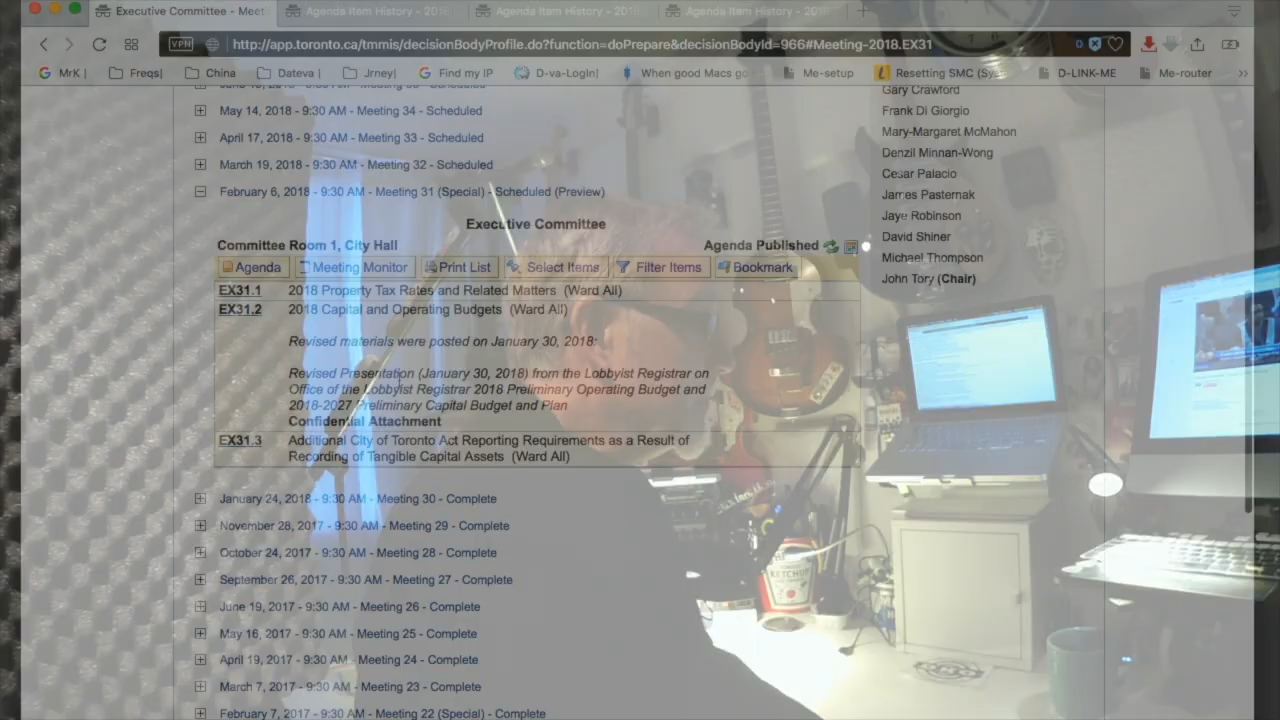 Executive Committee - Meet
Agenda Item History - 2018
Agenda Item History - 2018
Agenda Item History - 2018
VPN
http://app.toronto.ca/tmmis/decisionBodyProfile.do?function=doPrepare&decisionBodyId=966#Meeting-2018.EX31
0
MrK |
Freqs|
China
Dateva |
Jrney|
Find my IP
D-va-LogIn|
When good Macs go
Me-setup
Resetting SMC (Sy
D-LINK-ME
Me-router
Gary Crawford
May 14, 2018 - 9:30 AM - Meeting 34 - Scheduled
Frank Di Giorgio
Mary-Margaret McMahon
April 17, 2018 - 9:30 AM - Meeting 33 - Scheduled
Denzil Minnan-Wong
March 19, 2018 - 9:30 AM - Meeting 32 - Scheduled
Cesar Palacio
February 6, 2018 - 9:30 AM - Meeting 31 (Special) - Scheduled (Preview)
James Pasternak
Jaye Robinson
Executive Committee
David Shiner
Committee Room 1, City Hall
Agenda Published
Michael Thompson
Agenda
Meeting Monitor
Print List
Select Items
Filter Items
Bookmark
John Tory (Chair)
EX31.1 2018 Property Tax Rates and Related Matters (Ward All)
EX31.2 2018 Capital and Operating Budgets (Ward All)
Revised materials were posted on January 30, 2018:
Revised Presentation (January 30, 2018) from the Lobbyist Registrar on
Office of the Lobbyist Registrar 2018 Preliminary Operating Budget and
2018-2027 Preliminary Capital Budget and Plan
Confidential Attachment
EX31.3 Additional City of Toronto Act Reporting Requirements as a Result of
Recording of Tangible Capital Assets (Ward All)
January 24, 2018 - 9:30 AM - Meeting 30 - Complete
November 28, 2017 - 9:30 AM - Meeting 29 - Complete
October 24, 2017 - 9:30 AM - Meeting 28 - Complete
September 26, 2017 - 9:30 AM - Meeting 27 - Complete
June 19, 2017 - 9:30 AM - Meeting 26 - Complete
May 16, 2017 - 9:30 AM - Meeting 25 - Complete
April 19, 2017 - 9:30 AM - Meeting 24 - Complete
March 7, 2017 - 9:30 AM - Meeting 23 - Complete
February 7, 2017 - 9:30 AM - Meeting 22 (Special) - Complete
KETCHUP